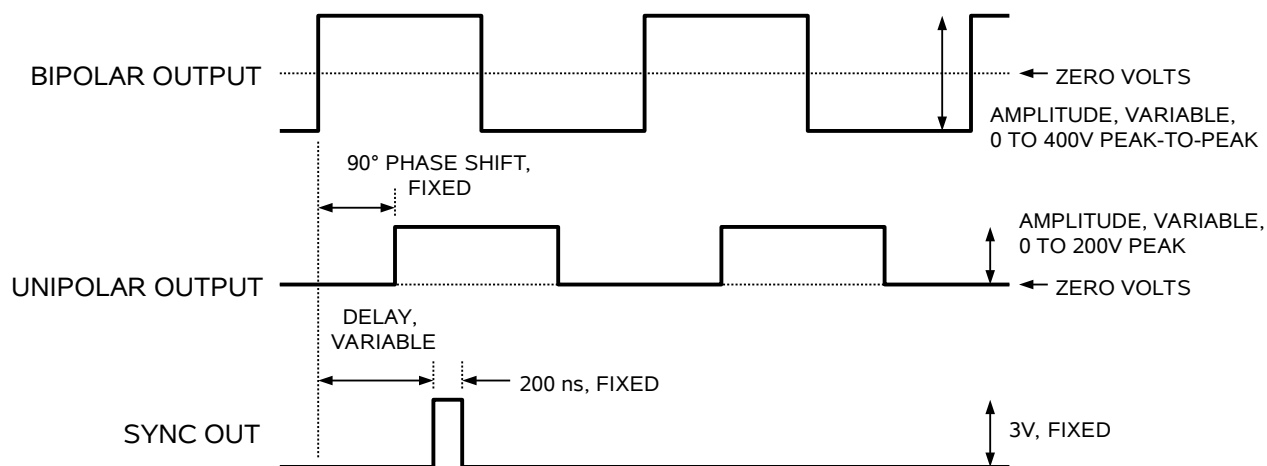 BIPOLAR OUTPUT
ZERO VOLTS
AMPLITUDE, VARIABLE,
0 TO 400V PEAK-TO-PEAK
90° PHASE SHIFT,
FIXED
AMPLITUDE, VARIABLE,
0 TO 200V PEAK
UNIPOLAR OUTPUT
ZERO VOLTS
DELAY,
VARIABLE
200 ns, FIXED
SYNC OUT
3V, FIXED